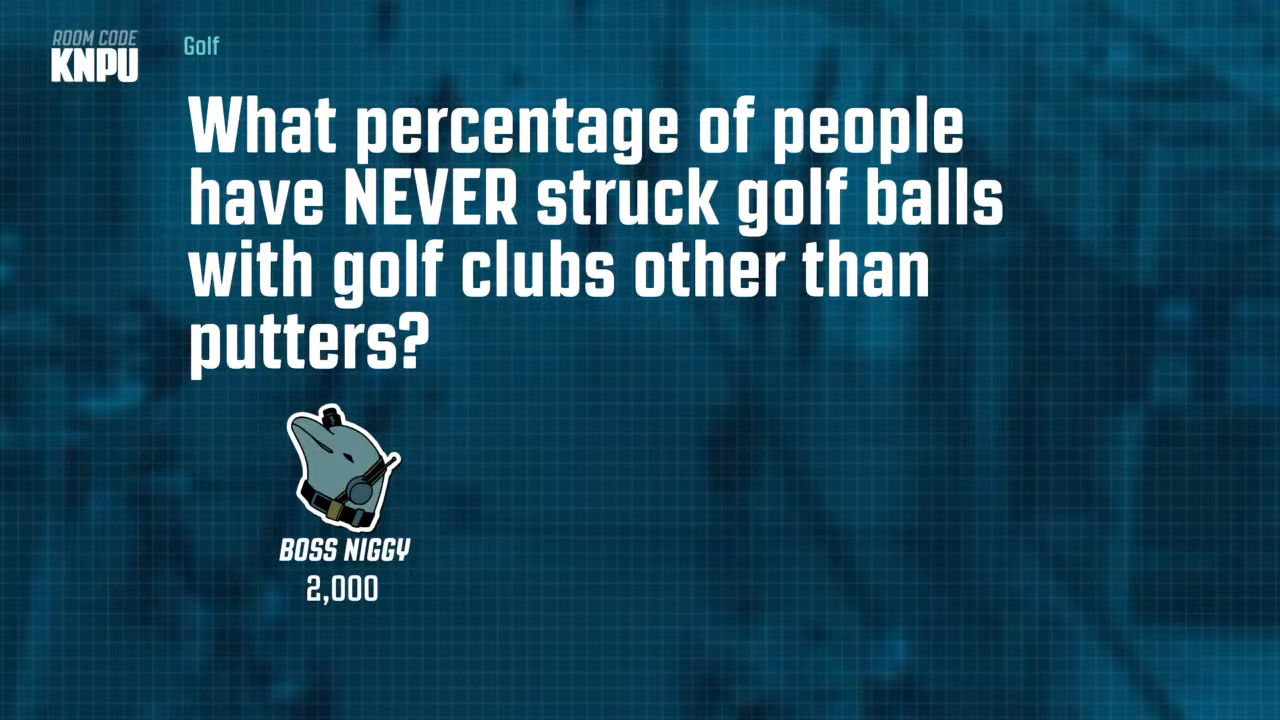 ROOM CODE
KNPU
Golf
What percentage of people
have NEVER struck golf balls
with golf clubs other than
putters?
BOSS NIGGY
2,000